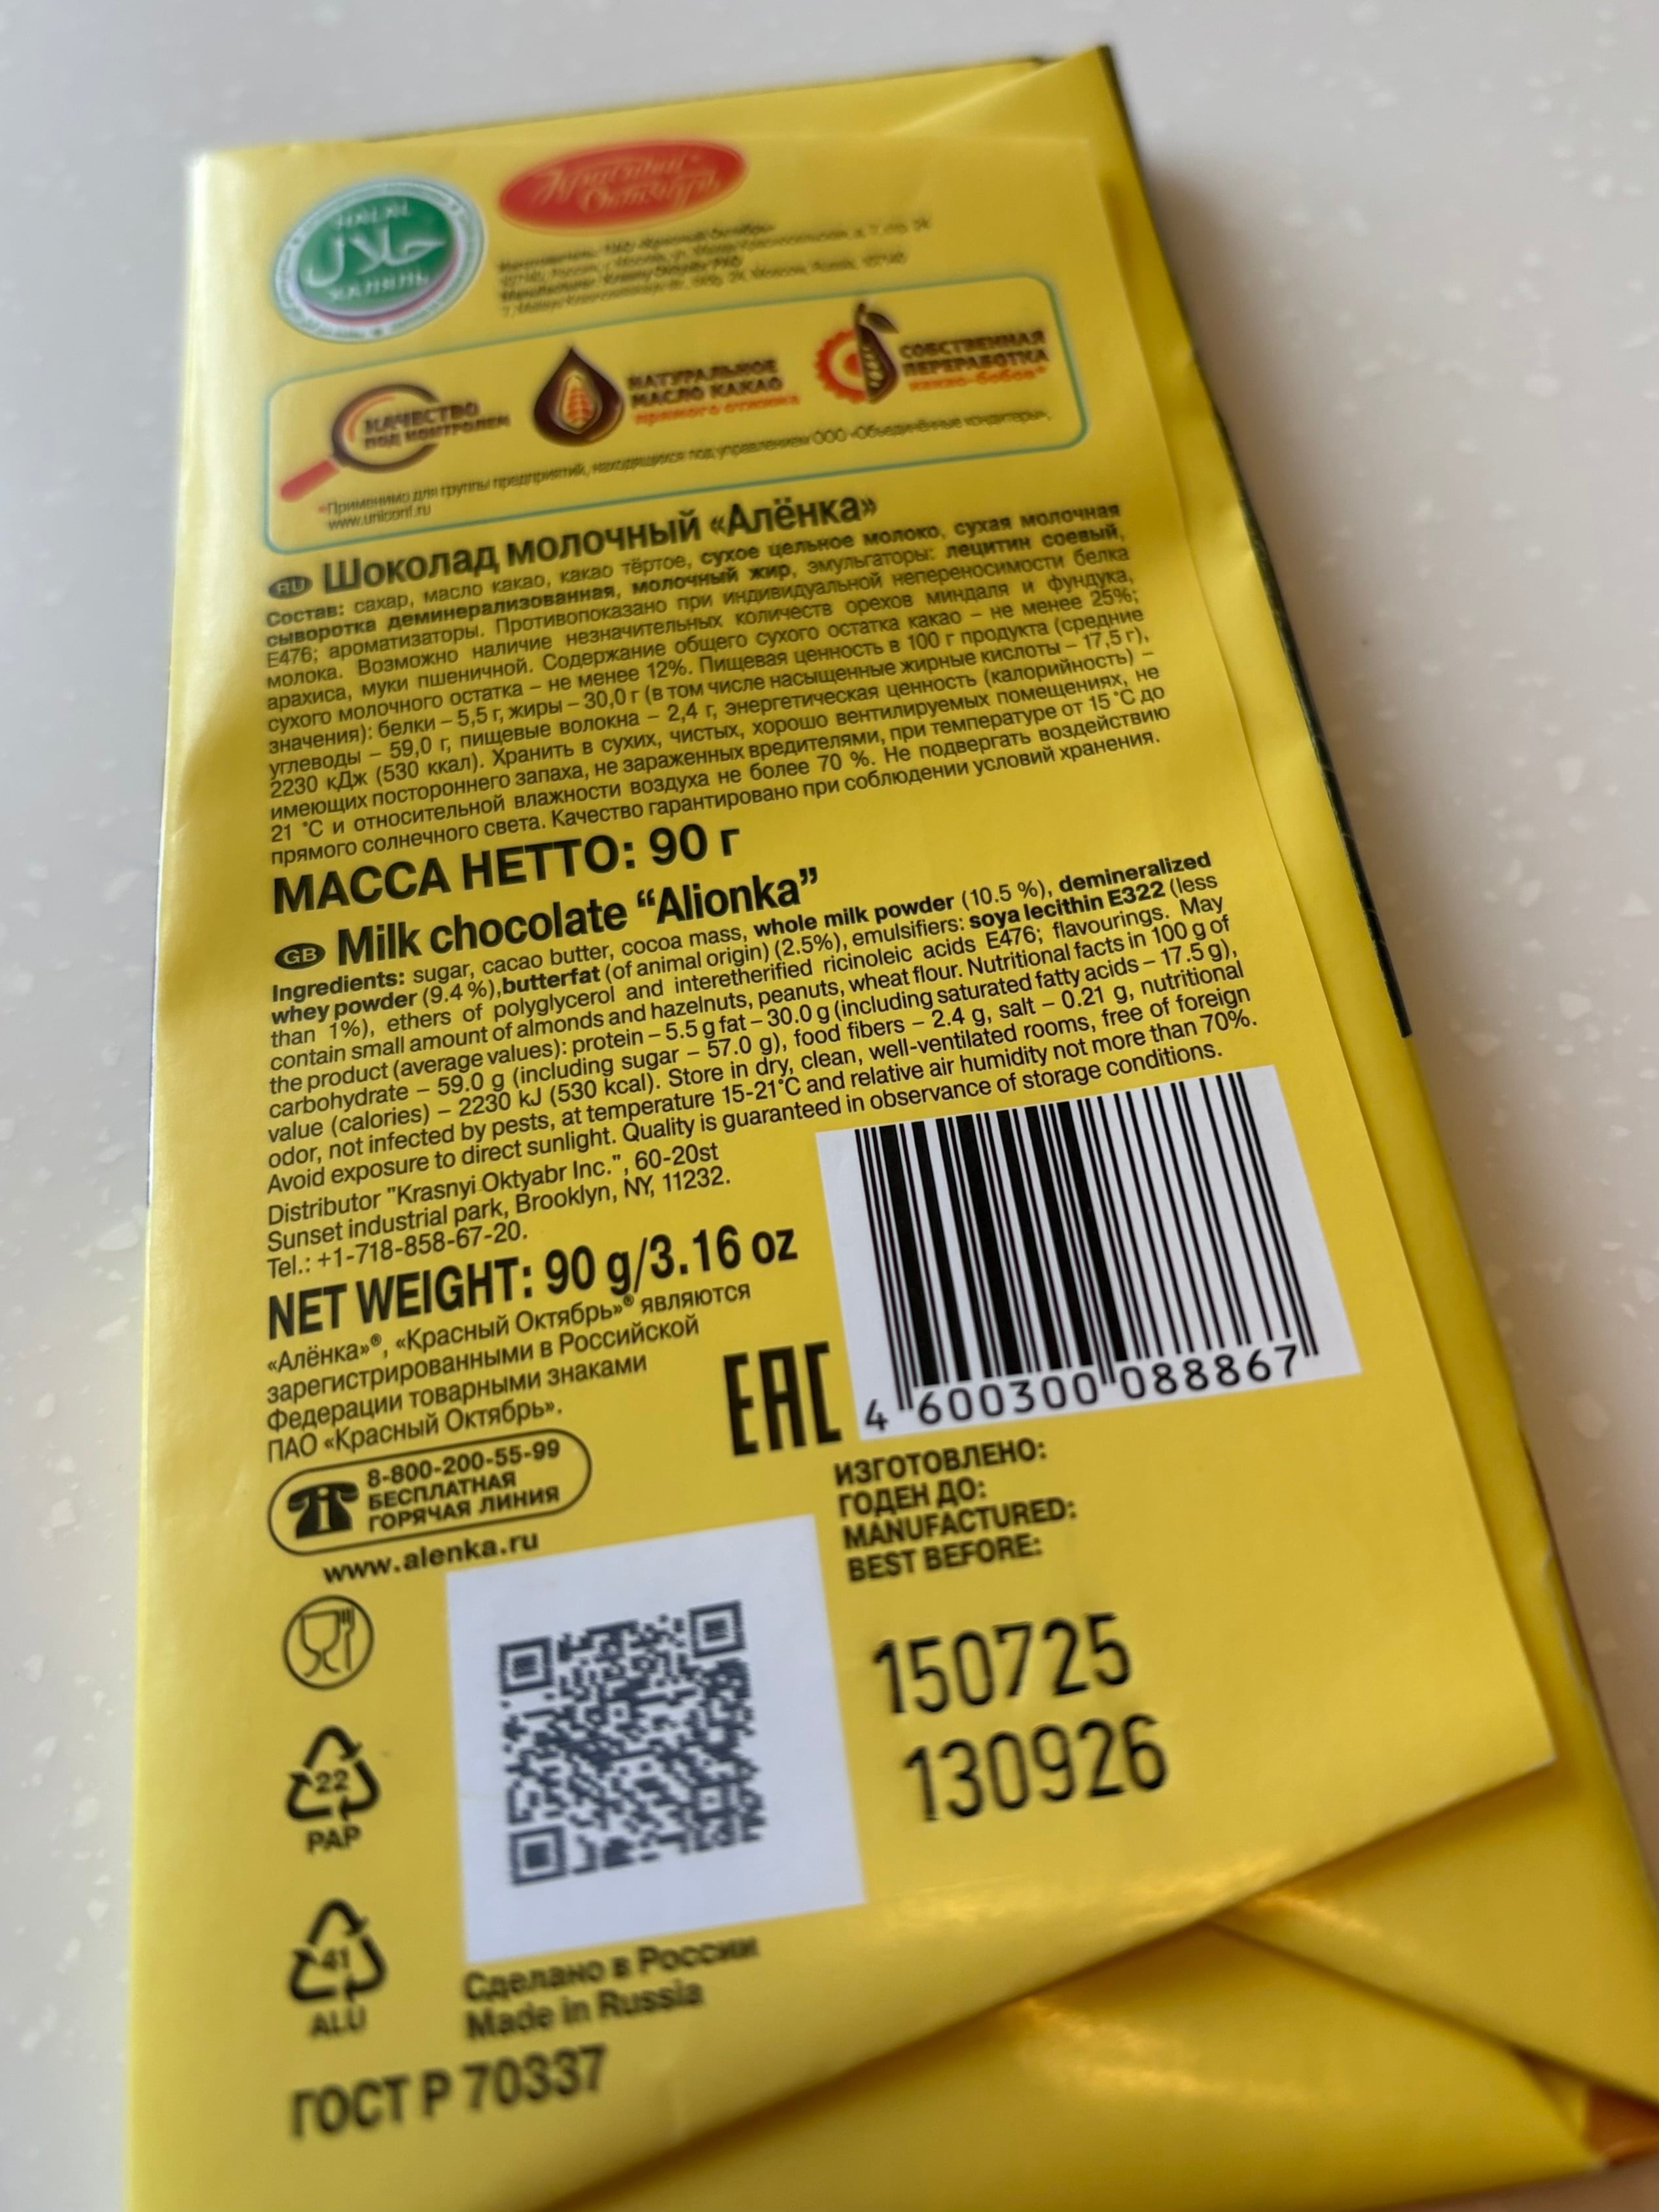 HALAL
حلال
ХАЛЯЛЬ
Красный
Октябрь
КАЧЕСТВО
ПОД КОНТРОЛЕМ
НАТУРАЛЬНОЕ
МАСЛО КАКАО
прямого отжима
СОБСТВЕННАЯ
ПЕРЕРАБОТКА
какао-бобов*
*Применимо для группы предприятий, находящихся под управлением ООО «Объединённые кондитеры».
www.uniconf.ru
RU Шоколад молочный «Алёнка»
Состав: сахар, масло какао, какао тёртое, сухое цельное молоко, сухая молочная
сыворотка деминерализованная, молочный жир, эмульгаторы: лецитин соевый,
Е476; ароматизаторы. Противопоказано при индивидуальной непереносимости белка
молока. Возможно наличие незначительных количеств орехов миндаля и фундука,
арахиса, муки пшеничной. Содержание общего сухого остатка какао – не менее 25%;
сухого молочного остатка – не менее 12%. Пищевая ценность в 100 г продукта (средние
значения): белки – 5,5 г, жиры – 30,0 г (в том числе насыщенные жирные кислоты – 17,5 г),
углеводы – 59,0 г, пищевые волокна – 2,4 г, энергетическая ценность (калорийность) –
2230 кДж (530 ккал). Хранить в сухих, чистых, хорошо вентилируемых помещениях, не
имеющих постороннего запаха, не зараженных вредителями, при температуре от 15 °C до
21 °C и относительной влажности воздуха не более 70 %. Не подвергать воздействию
прямого солнечного света. Качество гарантировано при соблюдении условий хранения.
МАССА НЕТТО: 90 г
GB Milk chocolate “Alionka”
Ingredients: sugar, cacao butter, cocoa mass, whole milk powder (10.5 %), demineralized
whey powder (9.4 %),butterfat (of animal origin) (2.5%), emulsifiers: soya lecithin E322 (less
than 1%), ethers of polyglycerol and interetherified ricinoleic acids E476; flavourings. May
contain small amount of almonds and hazelnuts, peanuts, wheat flour. Nutritional facts in 100 g of
the product (average values): protein – 5.5 g fat – 30.0 g (including saturated fatty acids – 17.5 g),
carbohydrate – 59.0 g (including sugar – 57.0 g), food fibers – 2.4 g, salt – 0.21 g, nutritional
value (calories) – 2230 kJ (530 kcal). Store in dry, clean, well-ventilated rooms, free of foreign
odor, not infected by pests, at temperature 15-21°C and relative air humidity not more than 70%.
Avoid exposure to direct sunlight. Quality is guaranteed in observance of storage conditions.
Distributor "Krasnyi Oktyabr Inc.", 60-20st
Sunset industrial park, Brooklyn, NY, 11232.
Tel.: +1-718-858-67-20.
NET WEIGHT: 90 g/3.16 oz
«Алёнка»®, «Красный Октябрь»® являются
зарегистрированными в Российской
Федерации товарными знаками
ПАО «Красный Октябрь».
EAC
4 600300 088867
8-800-200-55-99
БЕСПЛАТНАЯ
ГОРЯЧАЯ ЛИНИЯ
www.alenka.ru
ИЗГОТОВЛЕНО:
ГОДЕН ДО:
MANUFACTURED:
BEST BEFORE:
150725
130926
22
PAP
41
ALU
Сделано в России
Made in Russia
ГОСТ Р 70337